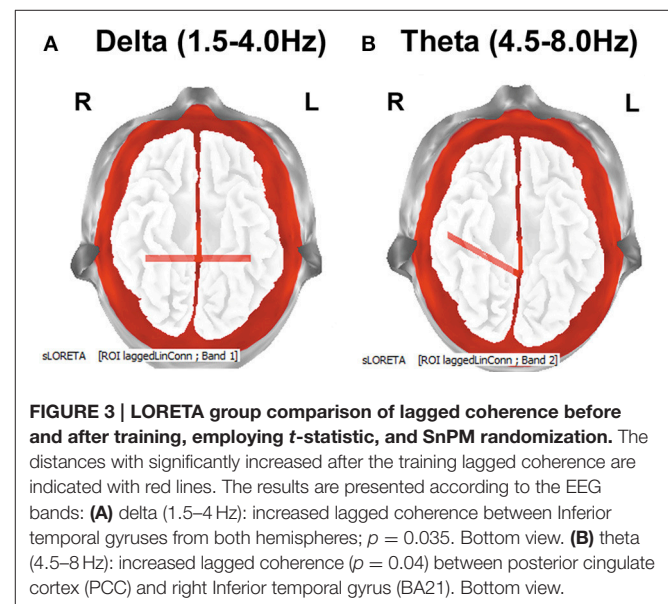 A Delta (1.5-4.0Hz)
B Theta (4.5-8.0Hz)
R L
R L
sLORETA [ROI laggedLinConn ; Band 1]
sLORETA [ROI laggedLinConn ; Band 2]
FIGURE 3 | LORETA group comparison of lagged coherence before
and after training, employing t-statistic, and SnPM randomization. The
distances with significantly increased after the training lagged coherence are
indicated with red lines. The results are presented according to the EEG
bands: (A) delta (1.5–4 Hz): increased lagged coherence between Inferior
temporal gyruses from both hemispheres; p = 0.035. Bottom view. (B) theta
(4.5–8 Hz): increased lagged coherence (p = 0.04) between posterior cingulate
cortex (PCC) and right Inferior temporal gyrus (BA21). Bottom view.